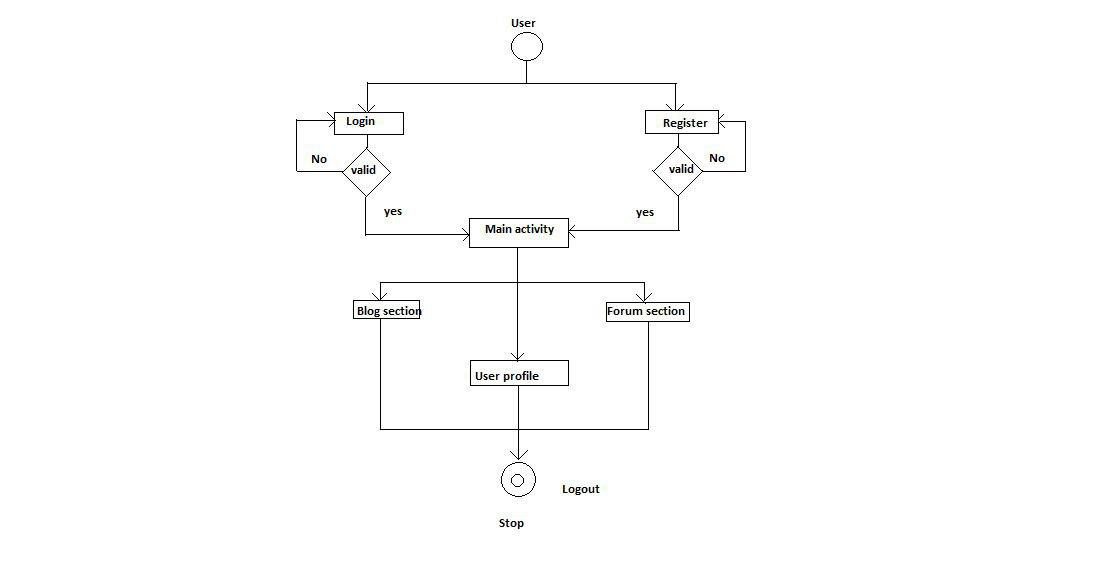 User
Login
Register
No
valid
valid
No
yes
yes
Main activity
Blog section
Forum section
User profile
Logout
Stop